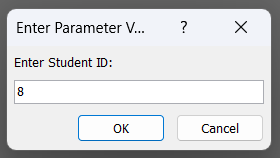 Enter Parameter V...
?
Enter Student ID:
8
OK
Cancel